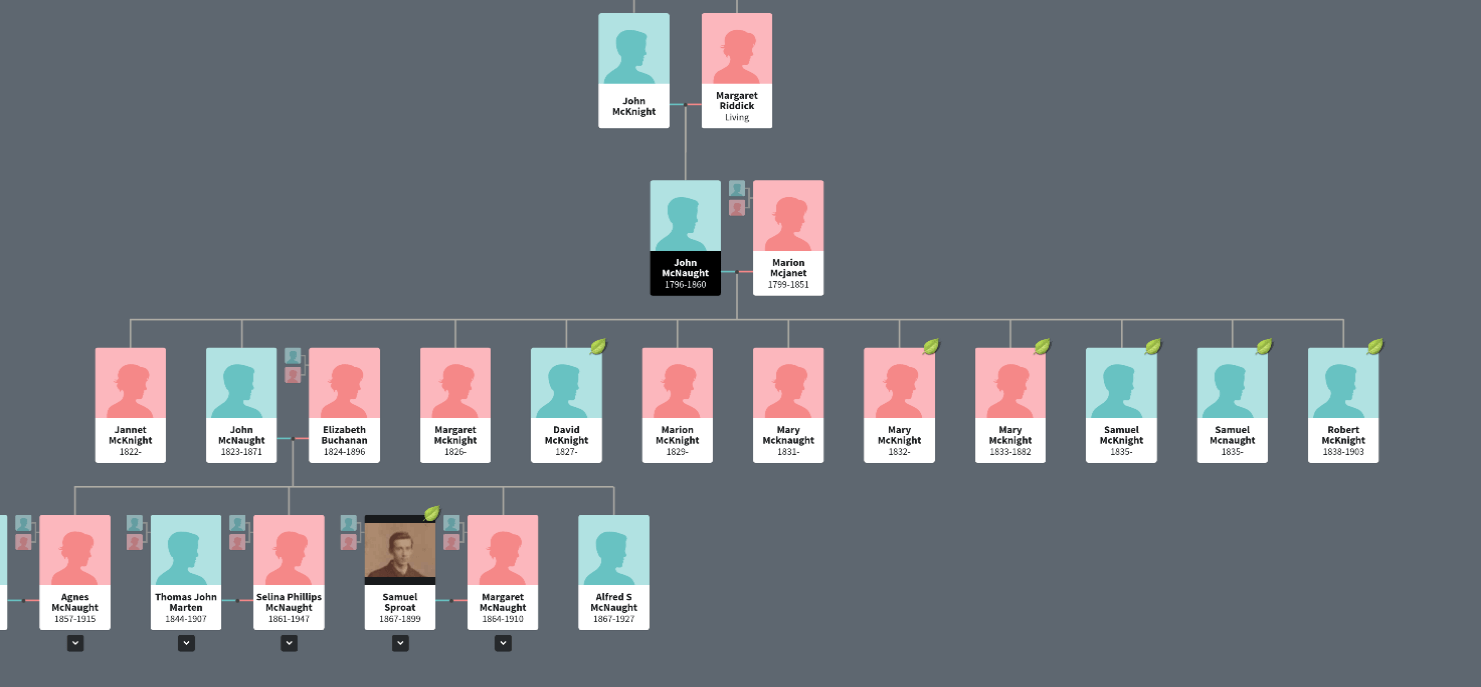 John
McKnight
Margaret
Riddick
Living
John
McNaught
1796-1860
Marion
Mcjanet
1799-1851
Jannet
McKnight
1822-
John
McNaught
1823-1871
Elizabeth
Buchanan
1824-1896
Margaret
Mcknight
1826-
David
McKnight
1827-
Marion
McKnight
1829-
Mary
Mcknaught
1831-
Mary
McKnight
1832-
Mary
Mcknight
1833-1882
Samuel
McKnight
1835-
Samuel
Mcnaught
1835-
Robert
McKnight
1838-1903
Agnes
McNaught
1857-1915
Thomas John
Marten
1844-1907
Selina Phillips
McNaught
1861-1947
Samuel
Sproat
1867-1899
Margaret
McNaught
1864-1910
Alfred S
McNaught
1867-1927